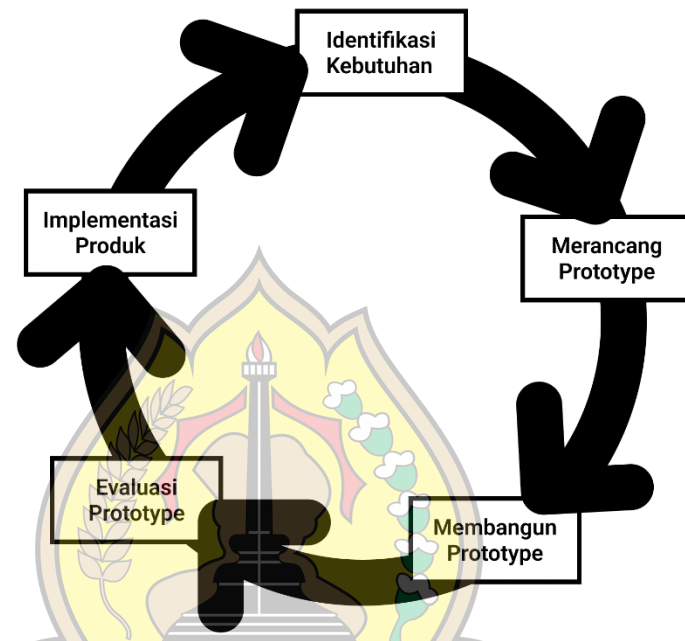 Identifikasi
Kebutuhan
Merancang
Prototype
Membangun
Prototype
Evaluasi
Prototype
Implementasi
Produk